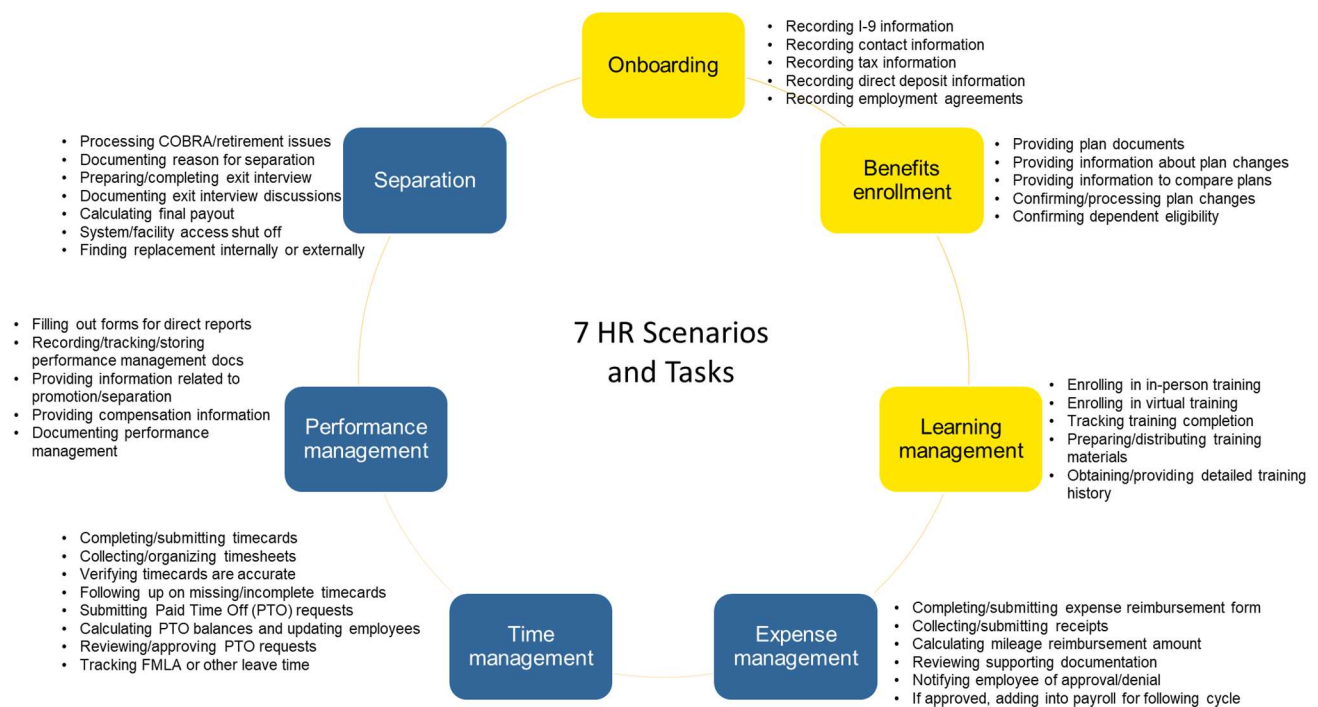 Onboarding
• Recording I-9 information
• Recording contact information
• Recording tax information
• Recording direct deposit information
• Recording employment agreements
Benefits
enrollment
• Providing plan documents
• Providing information about plan changes
• Providing information to compare plans
• Confirming/processing plan changes
• Confirming dependent eligibility
Learning
management
• Enrolling in in-person training
• Enrolling in virtual training
• Tracking training completion
• Preparing/distributing training
materials
• Obtaining/providing detailed training
history
Expense
management
• Completing/submitting expense reimbursement form
• Collecting/submitting receipts
• Calculating mileage reimbursement amount
• Reviewing supporting documentation
• Notifying employee of approval/denial
• If approved, adding into payroll for following cycle
Time
management
• Completing/submitting timecards
• Collecting/organizing timesheets
• Verifying timecards are accurate
• Following up on missing/incomplete timecards
• Submitting Paid Time Off (PTO) requests
• Calculating PTO balances and updating employees
• Reviewing/approving PTO requests
• Tracking FMLA or other leave time
Performance
management
• Filling out forms for direct reports
• Recording/tracking/storing
performance management docs
• Providing information related to
promotion/separation
• Providing compensation information
• Documenting performance
management
Separation
• Processing COBRA/retirement issues
• Documenting reason for separation
• Preparing/completing exit interview
• Documenting exit interview discussions
• Calculating final payout
• System/facility access shut off
• Finding replacement internally or externally
7 HR Scenarios
and Tasks